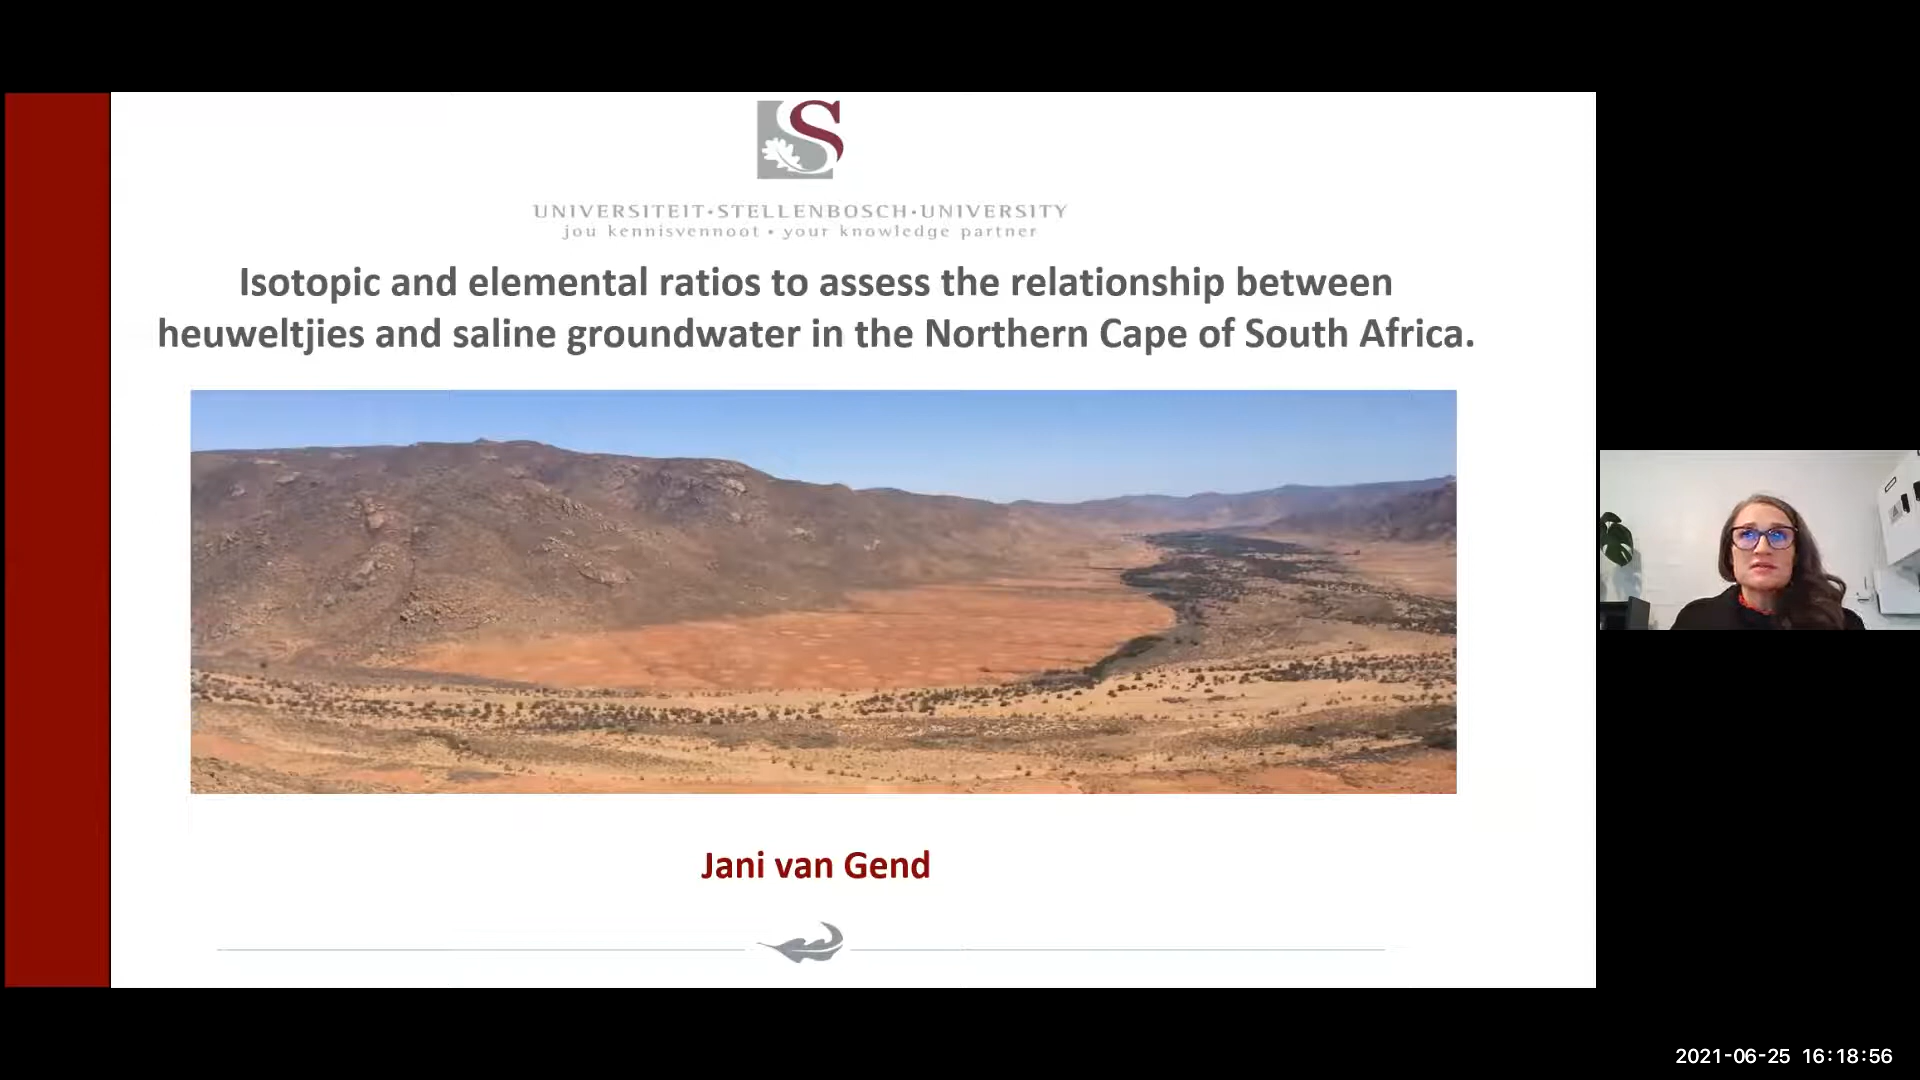 UNIVERSITEIT•STELLENBOSCH•UNIVERSITY
jou kennisvennoot • your knowledge partner
Isotopic and elemental ratios to assess the relationship between
heuweltjies and saline groundwater in the Northern Cape of South Africa.
Jani van Gend
2021-06-25 16:18:56